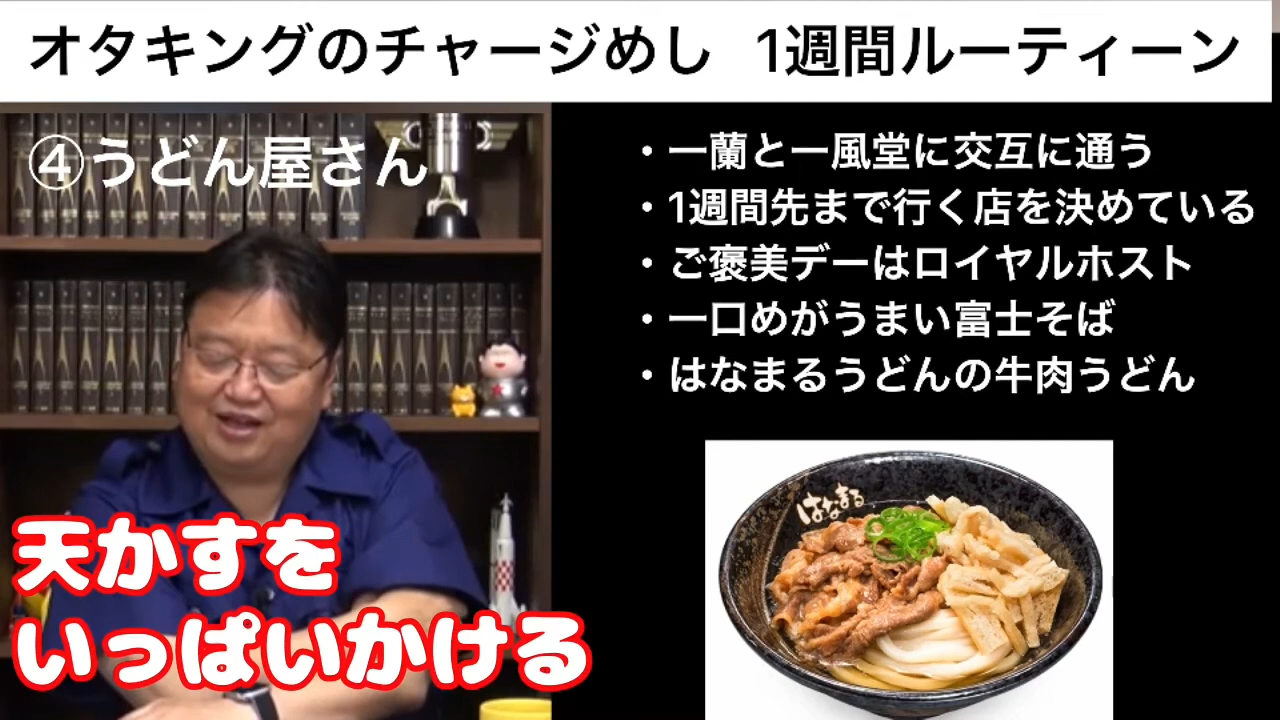 オタキングのチャージめし 1週間ルーティーン
④うどん屋さん
・一蘭と一風堂に交互に通う
・1週間先まで行く店を決めている
・ご褒美デーはロイヤルホスト
・一口めがうまい富士そば
・はなまるうどんの牛肉うどん
はなまる
天かすを
いっぱいかける